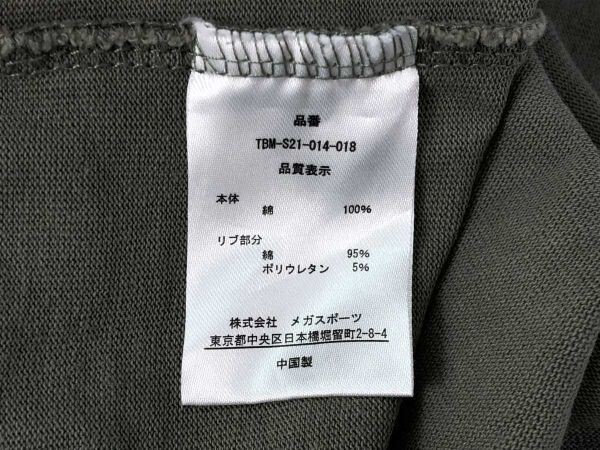 品番
TBM-S21-014-018
品質表示
本体
綿 100%
リブ部分
綿 95%
ポリウレタン 5%
株式会社 メガスポーツ
東京都中央区日本橋堀留町2-8-4
中国製